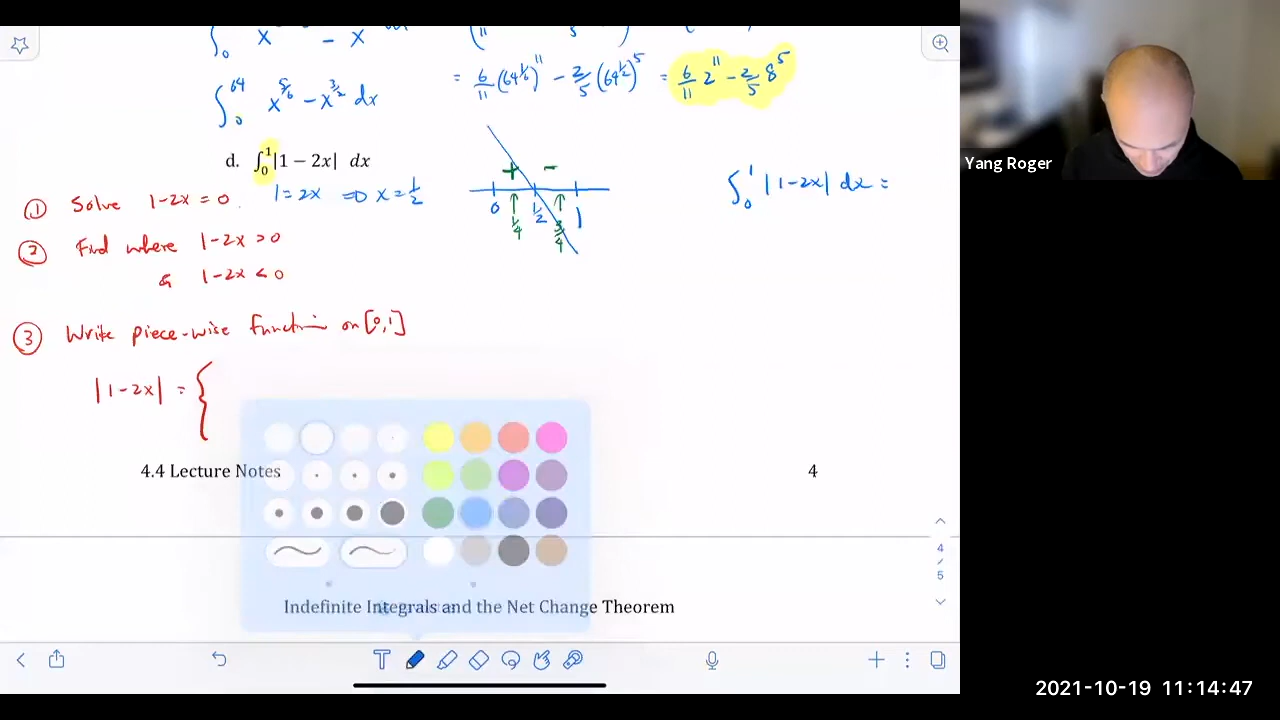 ∫₀ x - x
∫₀⁶⁴ x^{5/6} - x^{3/2} dx
= 6/11 (64^{1/6})^{11} - 2/5 (64^{1/2})^5 = 6/11 2^{11} - 2/5 8^5
d. ∫₀¹|1 − 2x| dx
① Solve 1-2x = 0. 1 = 2x ⇒ x = 1/2
② Find where 1-2x > 0
& 1-2x < 0
+ -
0 1/4 1/2 3/4 1
∫₀¹ |1-2x| dx =
③ Write piece-wise function on [0,1]
|1-2x| = {
4.4 Lecture Notes 4
4
/
5
Indefinite Integrals and the Net Change Theorem
T
Yang Roger
2021-10-19 11:14:47